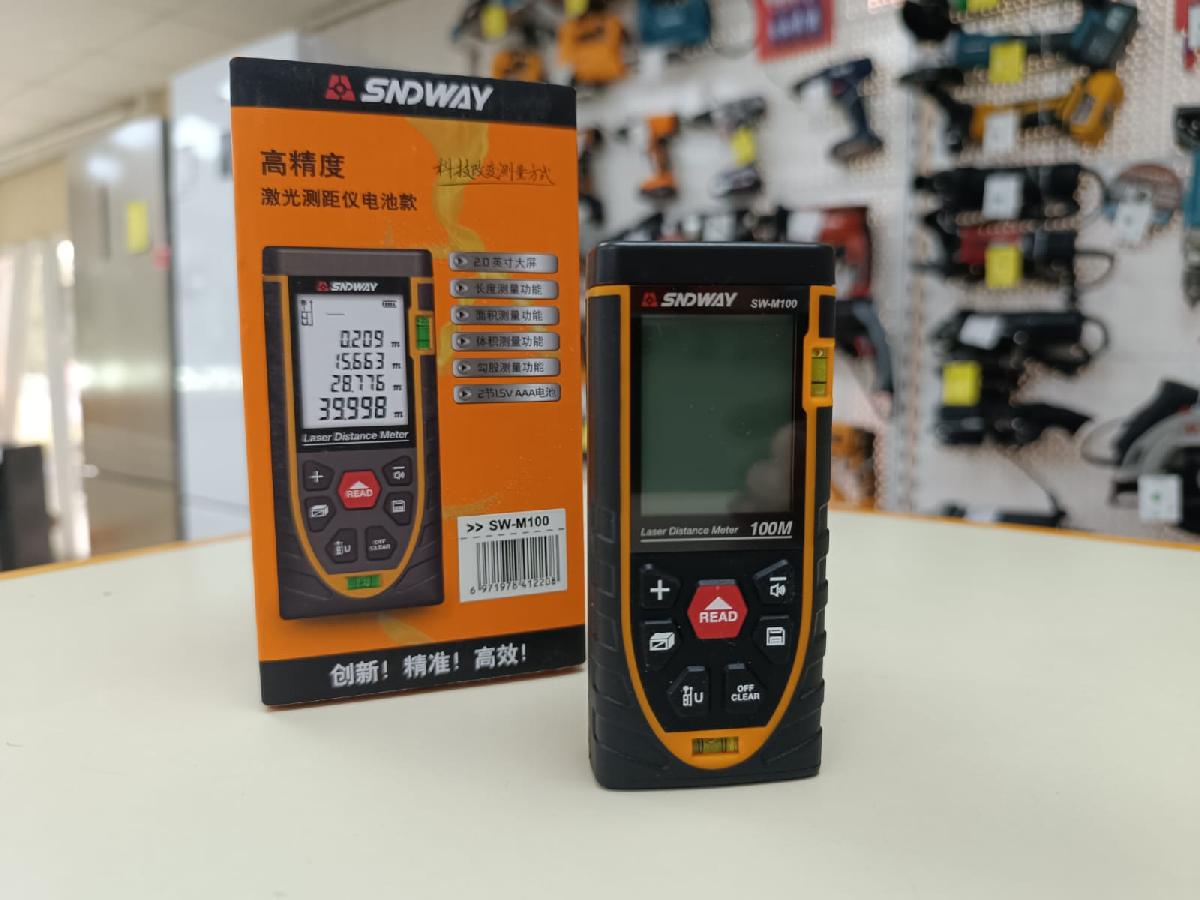 SNDWAY
高精度
科技改变测量方式
激光测距仪电池款
2.0英寸大屏
长度测量功能
面积测量功能
体积测量功能
勾股测量功能
2节1.5V AAA电池
SNDWAY
0.209 m
15.663 m
28.776 m
39.998 m
Laser Distance Meter
READ
U
OFF
CLEAR
>> SW-M100
6 971976 412208
创新! 精准! 高效!
SNDWAY SW-M100
Laser Distance Meter 100M
READ
U
OFF
CLEAR